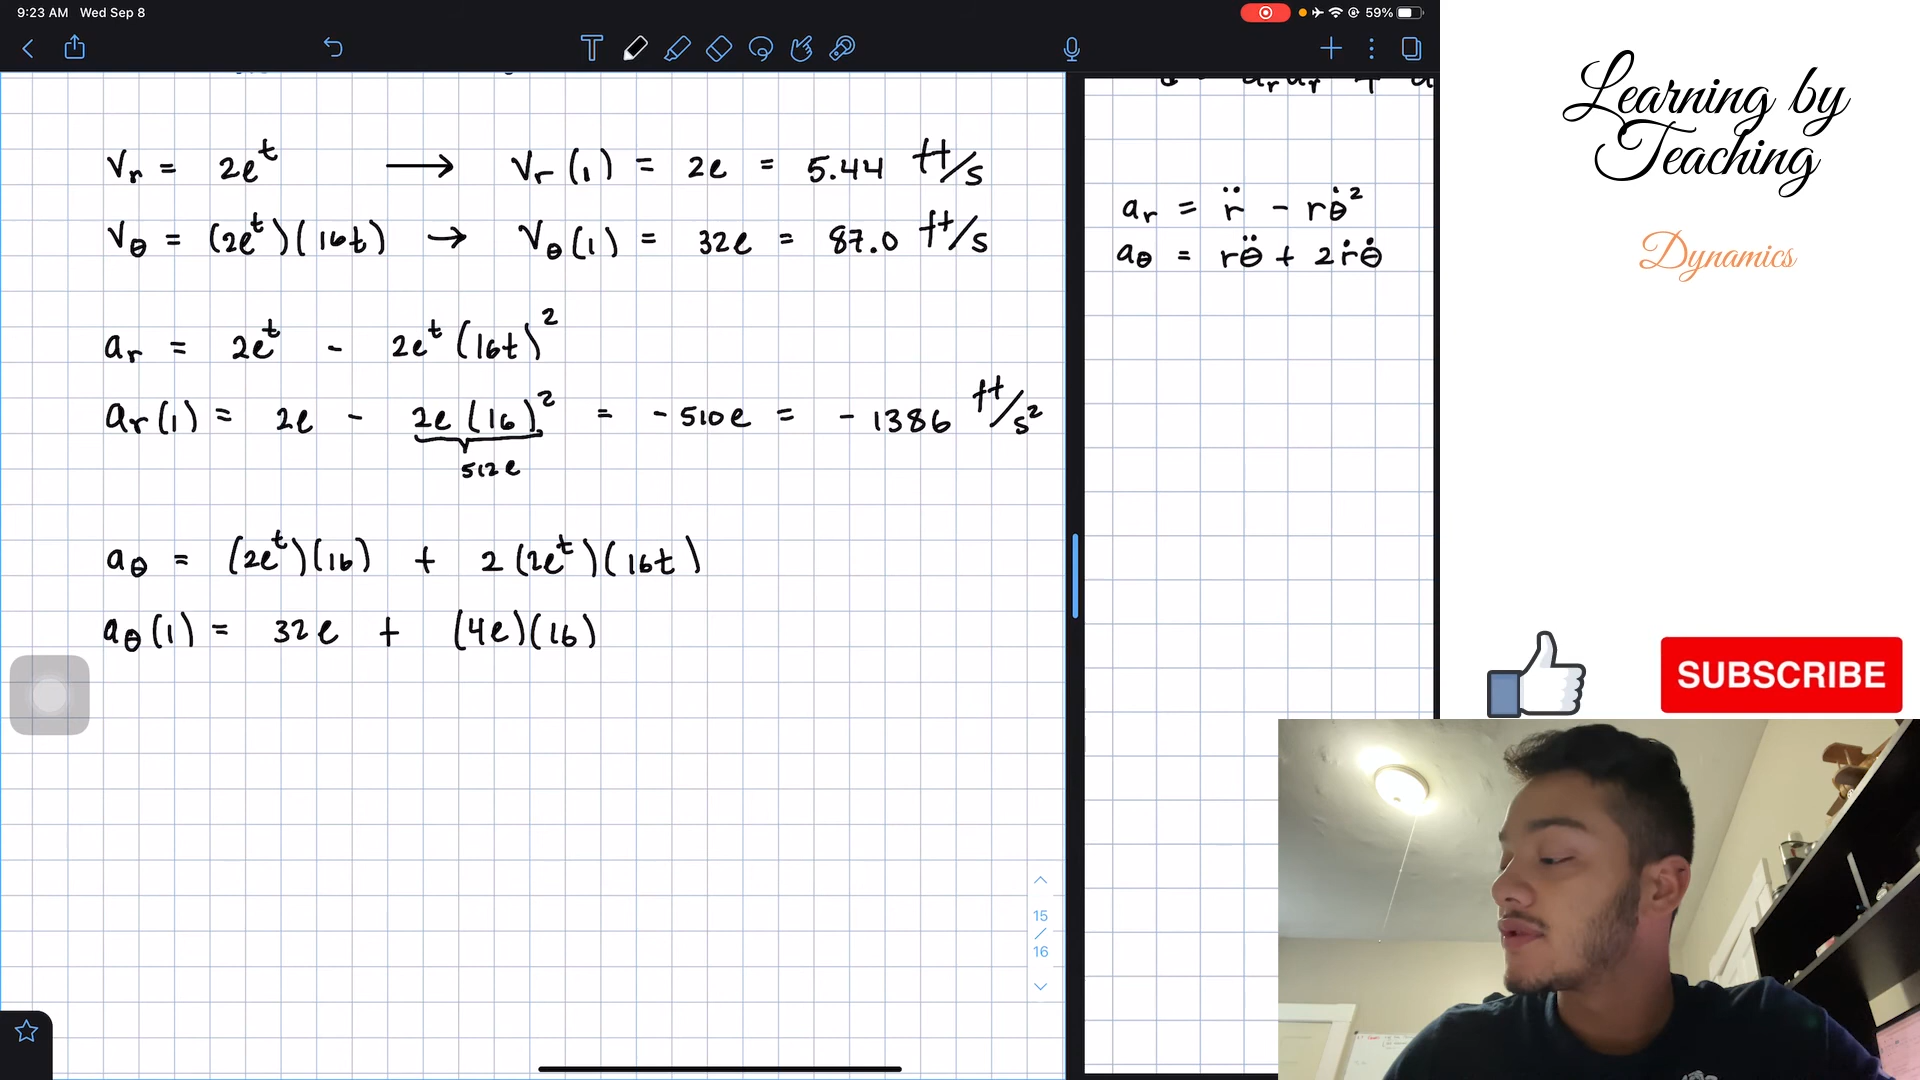 9:23 AM Wed Sep 8
59%
Vr = 2e^t → Vr(1) = 2e = 5.44 ft/s
Vθ = (2e^t)(16t) → Vθ(1) = 32e = 87.0 ft/s
ar = 2e^t - 2e^t(16t)^2
ar(1) = 2e - 2e(16)^2 = -510e = -1386 ft/s^2
512e
aθ = (2e^t)(16) + 2(2e^t)(16t)
aθ(1) = 32e + (4e)(16)
15
/
16
ar = r̈ - rθ̇^2
aθ = rθ̈ + 2ṙθ̇
Learning by
Teaching
Dynamics
SUBSCRIBE